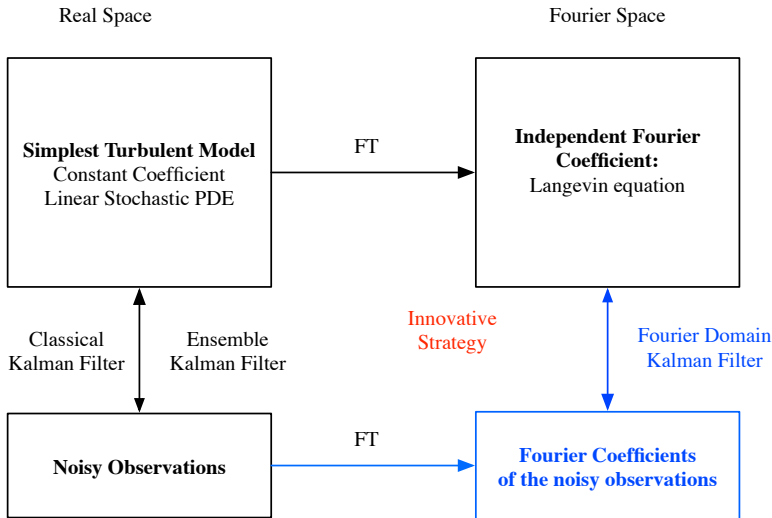 Real Space
Fourier Space
Simplest Turbulent Model
Constant Coefficient
Linear Stochastic PDE
FT
Independent Fourier
Coefficient:
Langevin equation
Classical
Kalman Filter
Ensemble
Kalman Filter
Innovative
Strategy
Fourier Domain
Kalman Filter
Noisy Observations
FT
Fourier Coefficients
of the noisy observations